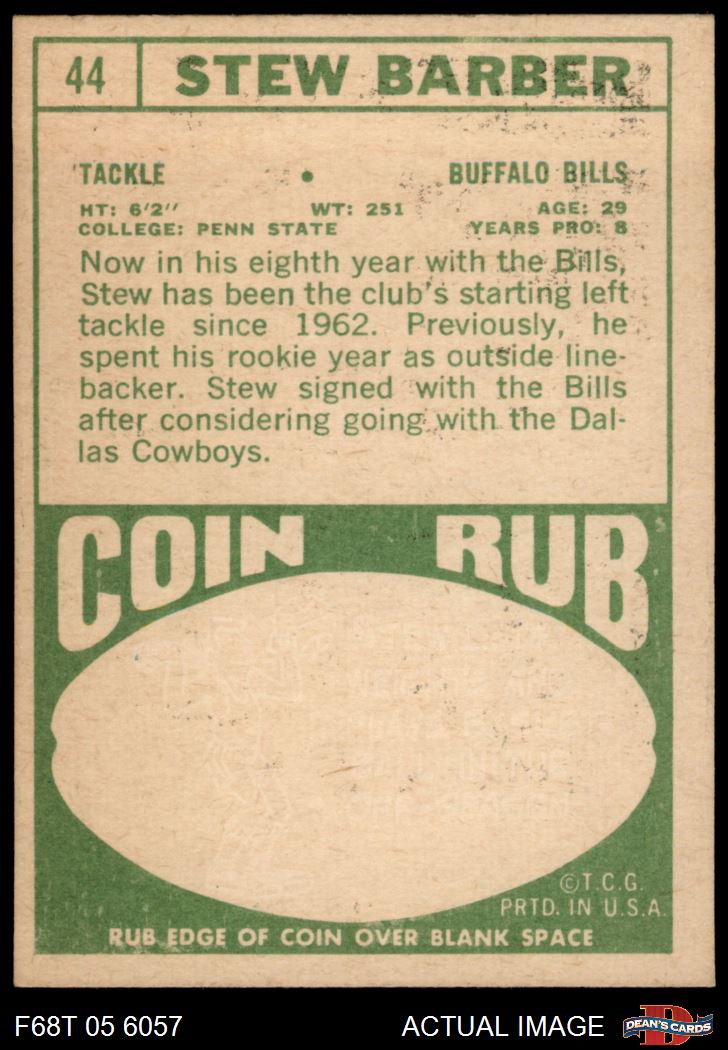 44 STEW BARBER
TACKLE • BUFFALO BILLS
HT: 6'2'' WT: 251 AGE: 29
COLLEGE: PENN STATE YEARS PRO: 8
Now in his eighth year with the Bills,
Stew has been the club's starting left
tackle since 1962. Previously, he
spent his rookie year as outside line-
backer. Stew signed with the Bills
after considering going with the Dal-
las Cowboys.
COIN RUB
©T.C.G.
PRTD. IN U.S.A.
RUB EDGE OF COIN OVER BLANK SPACE
F68T 05 6057 ACTUAL IMAGE DEAN'S CARDS